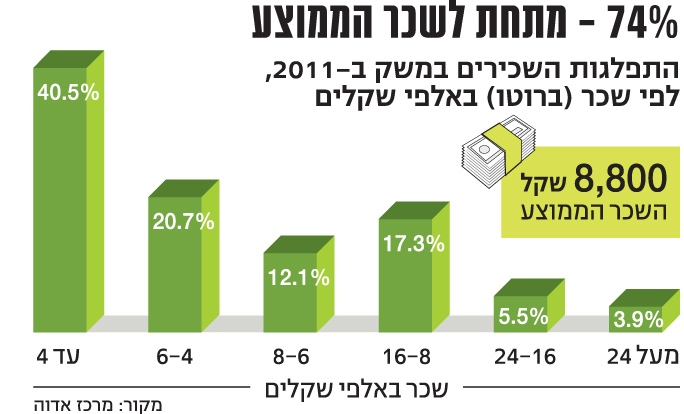 74% - מתחת לשכר הממוצע
התפלגות השכירים במשק ב-2011,
לפי שכר (ברוטו) באלפי שקלים
8,800 שקל
השכר הממוצע
40.5%
20.7%
12.1%
17.3%
5.5%
3.9%
עד 4
6-4
8-6
16-8
24-16
מעל 24
שכר באלפי שקלים
מקור: מרכז אדוה